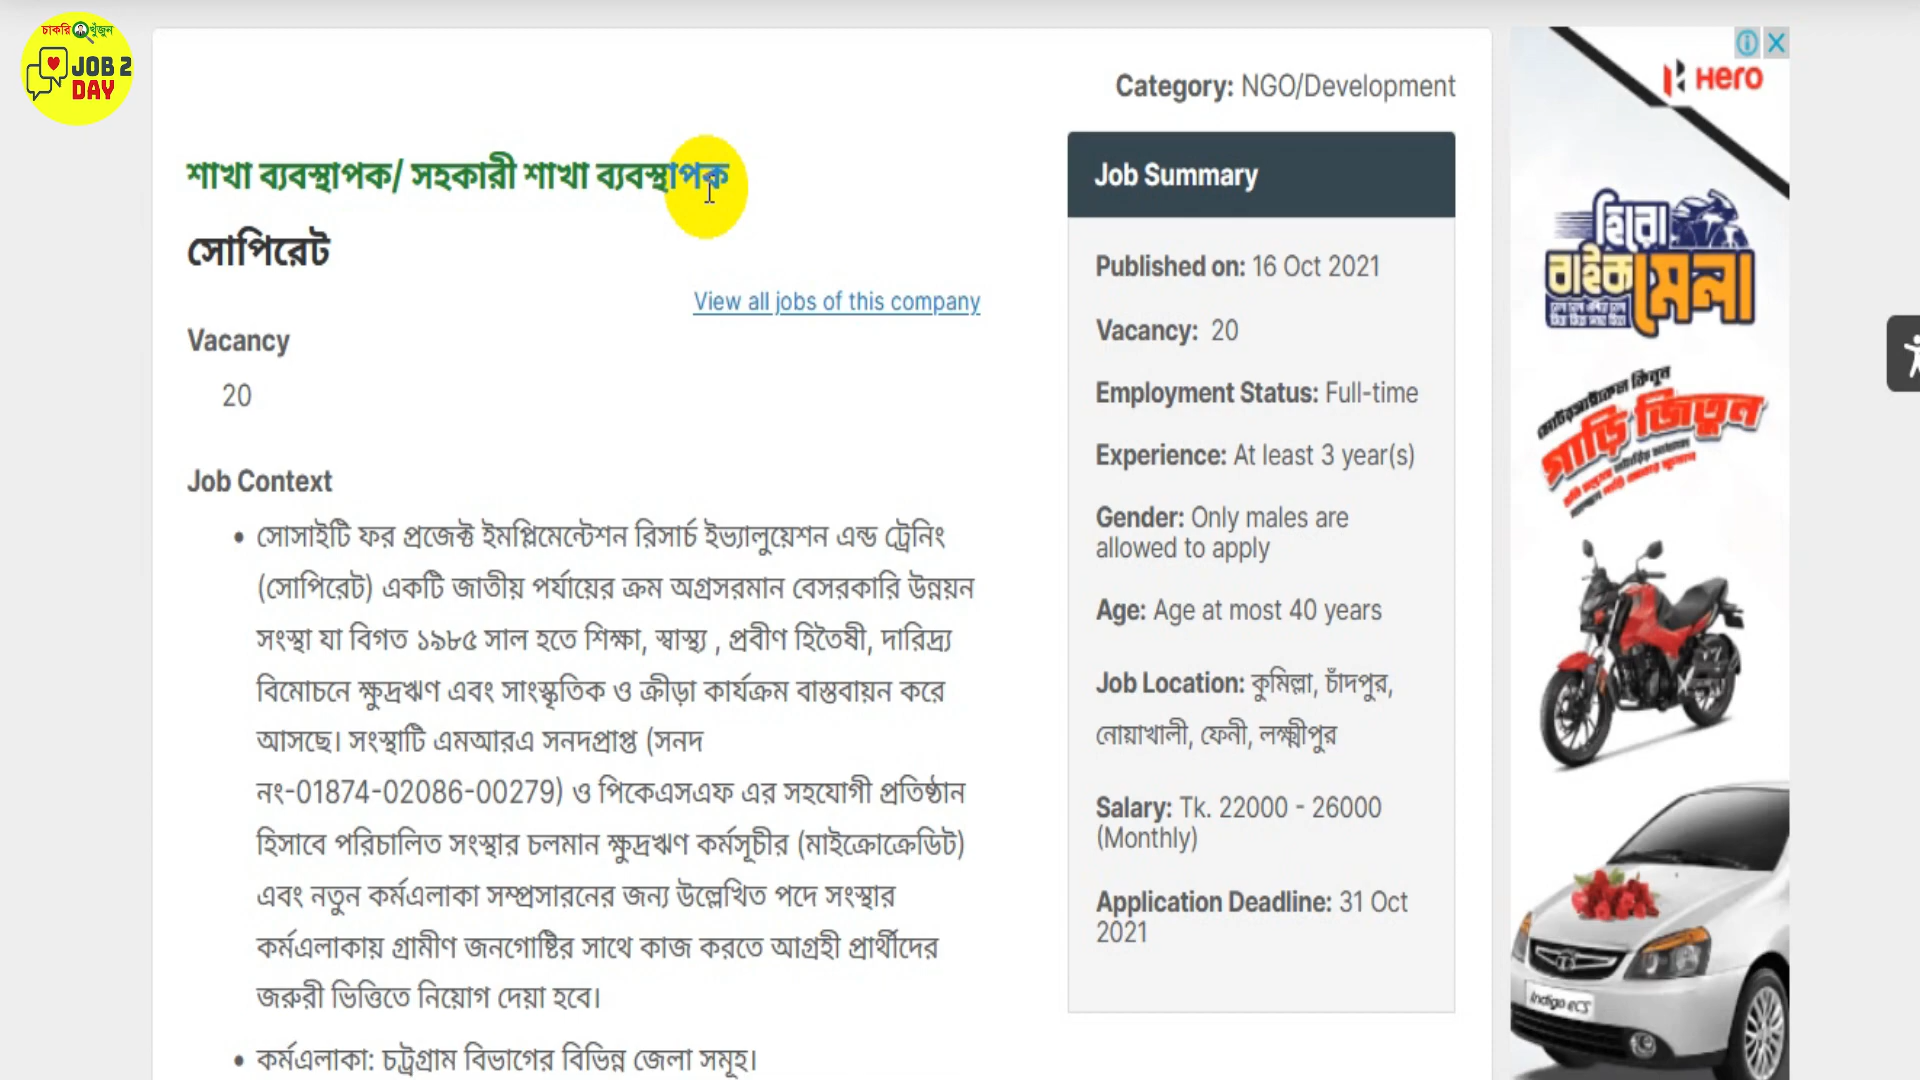 চাকরি খুঁজুন
JOB 2
DAY
Category: NGO/Development
শাখা ব্যবস্থাপক/ সহকারী শাখা ব্যবস্থাপক
সোপিরেট
View all jobs of this company
Vacancy
20
Job Context
• সোসাইটি ফর প্রজেক্ট ইমপ্লিমেন্টেশন রিসার্চ ইভ্যালুয়েশন এন্ড ট্রেনিং
(সোপিরেট) একটি জাতীয় পর্যায়ের ক্রম অগ্রসরমান বেসরকারি উন্নয়ন
সংস্থা যা বিগত ১৯৮৫ সাল হতে শিক্ষা, স্বাস্থ্য , প্রবীণ হিতৈষী, দারিদ্র্য
বিমোচনে ক্ষুদ্রঋণ এবং সাংস্কৃতিক ও ক্রীড়া কার্যক্রম বাস্তবায়ন করে
আসছে। সংস্থাটি এমআরএ সনদপ্রাপ্ত (সনদ
নং-01874-02086-00279) ও পিকেএসএফ এর সহযোগী প্রতিষ্ঠান
হিসাবে পরিচালিত সংস্থার চলমান ক্ষুদ্রঋণ কর্মসূচীর (মাইক্রোক্রেডিট)
এবং নতুন কর্মএলাকা সম্প্রসারনের জন্য উল্লেখিত পদে সংস্থার
কর্মএলাকায় গ্রামীণ জনগোষ্টির সাথে কাজ করতে আগ্রহী প্রার্থীদের
জরুরী ভিত্তিতে নিয়োগ দেয়া হবে।
• কর্মএলাকা: চট্রগ্রাম বিভাগের বিভিন্ন জেলা সমূহ।
Job Summary
Published on: 16 Oct 2021
Vacancy: 20
Employment Status: Full-time
Experience: At least 3 year(s)
Gender: Only males are
allowed to apply
Age: Age at most 40 years
Job Location: কুমিল্লা, চাঁদপুর,
নোয়াখালী, ফেনী, লক্ষ্মীপুর
Salary: Tk. 22000 - 26000
(Monthly)
Application Deadline: 31 Oct
2021
HERO
হিরো
বাইক মেলা
মোটরসাইকেল কিনুন
গাড়ি জিতুন
Indigo eCS